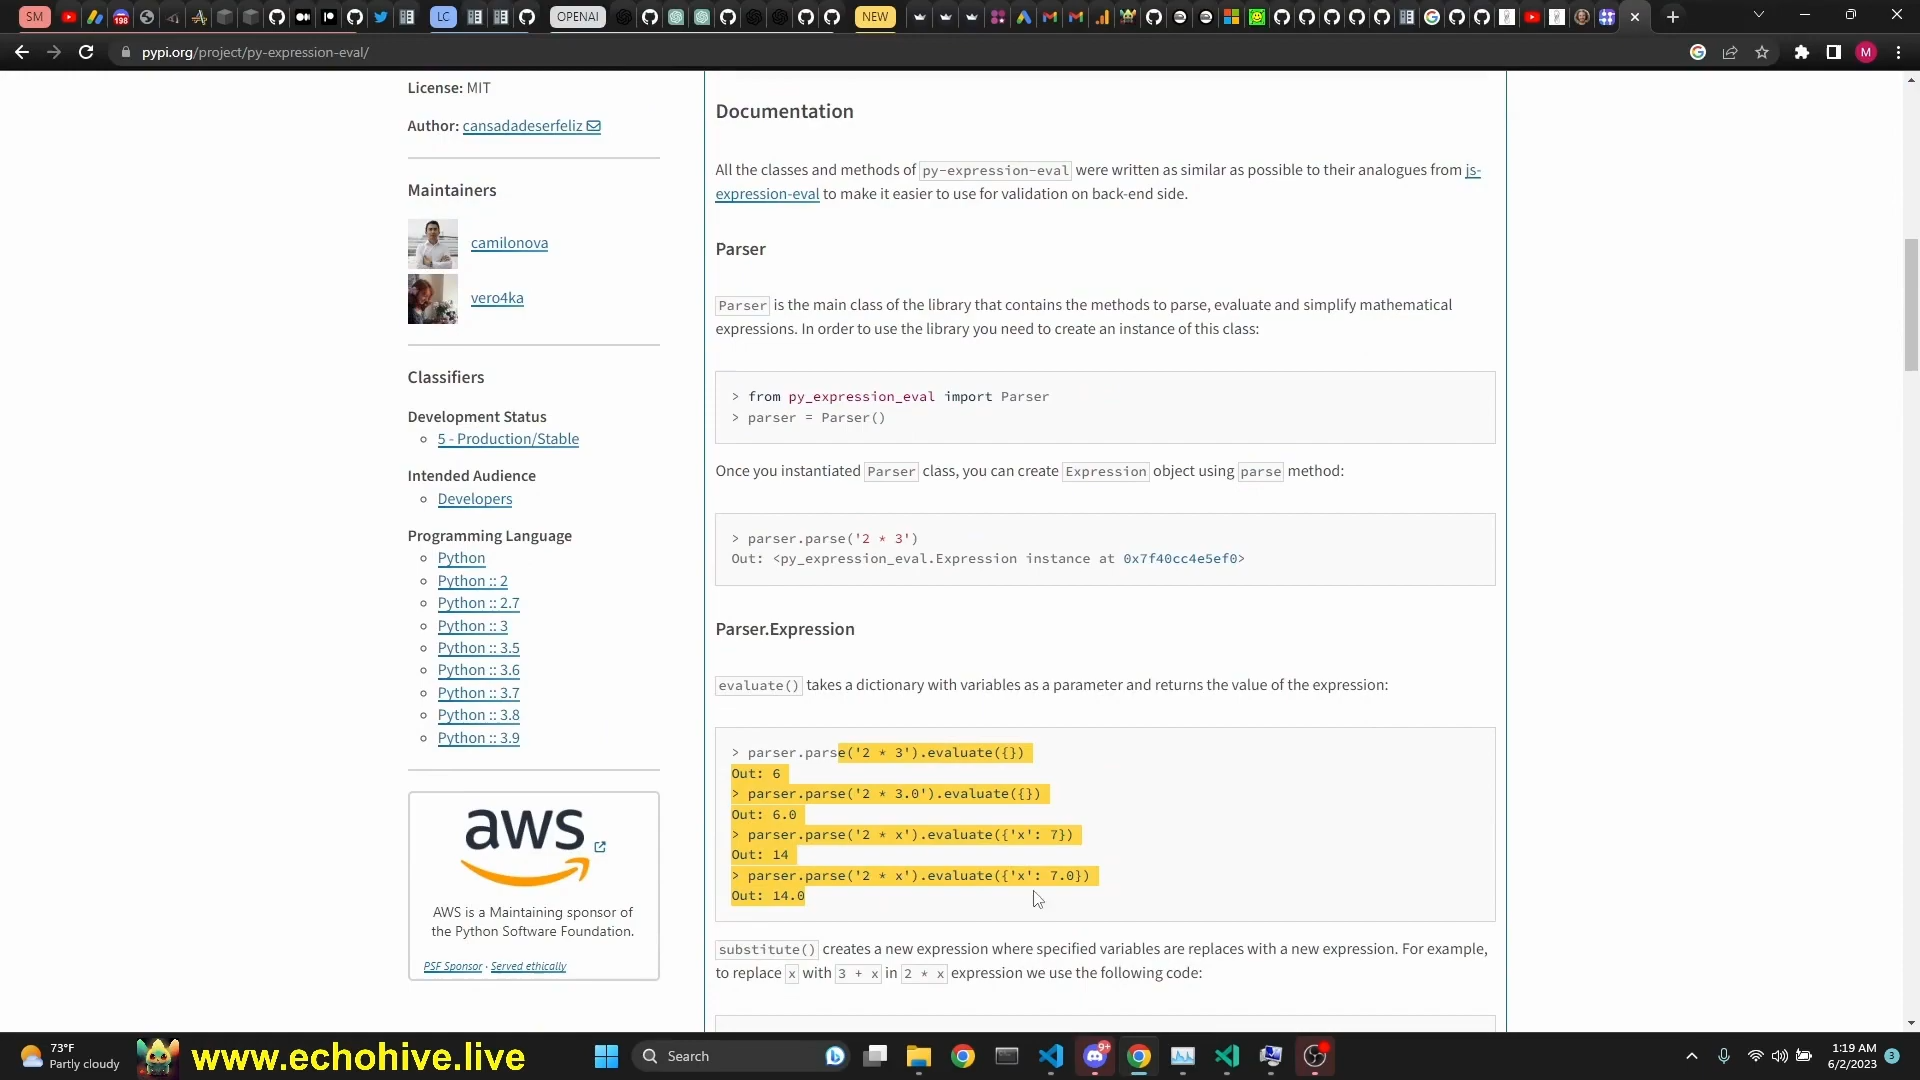 SM
198
LC
OPENAI
NEW
pypi.org/project/py-expression-eval/
M
License: MIT
Author: cansadadeserfeliz
Maintainers
camilonova
vero4ka
Classifiers
Development Status
5 - Production/Stable
Intended Audience
Developers
Programming Language
Python
Python :: 2
Python :: 2.7
Python :: 3
Python :: 3.5
Python :: 3.6
Python :: 3.7
Python :: 3.8
Python :: 3.9
aws
AWS is a Maintaining sponsor of
the Python Software Foundation.
PSF Sponsor · Served ethically
Documentation
All the classes and methods of py-expression-eval were written as similar as possible to their analogues from js-
expression-eval to make it easier to use for validation on back-end side.
Parser
Parser is the main class of the library that contains the methods to parse, evaluate and simplify mathematical
expressions. In order to use the library you need to create an instance of this class:
> from py_expression_eval import Parser
> parser = Parser()
Once you instantiated Parser class, you can create Expression object using parse method:
> parser.parse('2 * 3')
Out: <py_expression_eval.Expression instance at 0x7f40cc4e5ef0>
Parser.Expression
evaluate() takes a dictionary with variables as a parameter and returns the value of the expression:
> parser.parse('2 * 3').evaluate({})
Out: 6
> parser.parse('2 * 3.0').evaluate({})
Out: 6.0
> parser.parse('2 * x').evaluate({'x': 7})
Out: 14
> parser.parse('2 * x').evaluate({'x': 7.0})
Out: 14.0
substitute() creates a new expression where specified variables are replaces with a new expression. For example,
to replace x with 3 + x in 2 * x expression we use the following code:
73°F
Partly cloudy
www.echohive.live
Search
9+
1:19 AM
6/2/2023
3